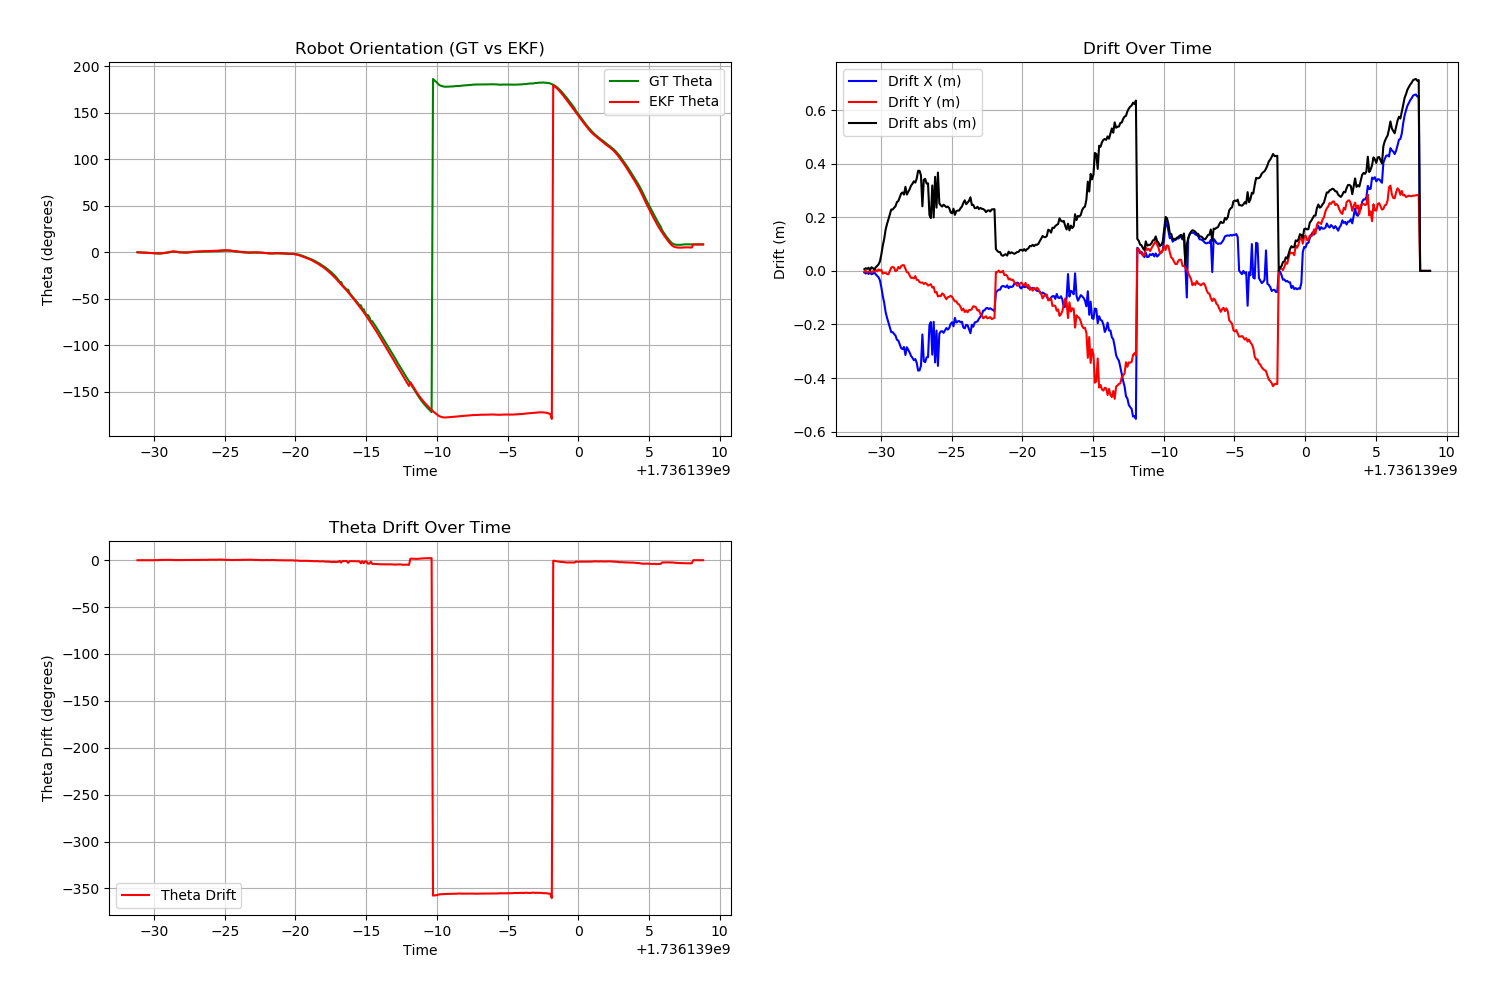 Robot Orientation (GT vs EKF)
Theta (degrees)
200
150
100
50
0
−50
−100
−150
GT Theta
EKF Theta
−30 −25 −20 −15 −10 −5 0 5 10
Time
+1.736139e9
Drift Over Time
Drift (m)
0.6
0.4
0.2
0.0
−0.2
−0.4
−0.6
Drift X (m)
Drift Y (m)
Drift abs (m)
−30 −25 −20 −15 −10 −5 0 5 10
Time
+1.736139e9
Theta Drift Over Time
Theta Drift (degrees)
0
−50
−100
−150
−200
−250
−300
−350
Theta Drift
−30 −25 −20 −15 −10 −5 0 5 10
Time
+1.736139e9